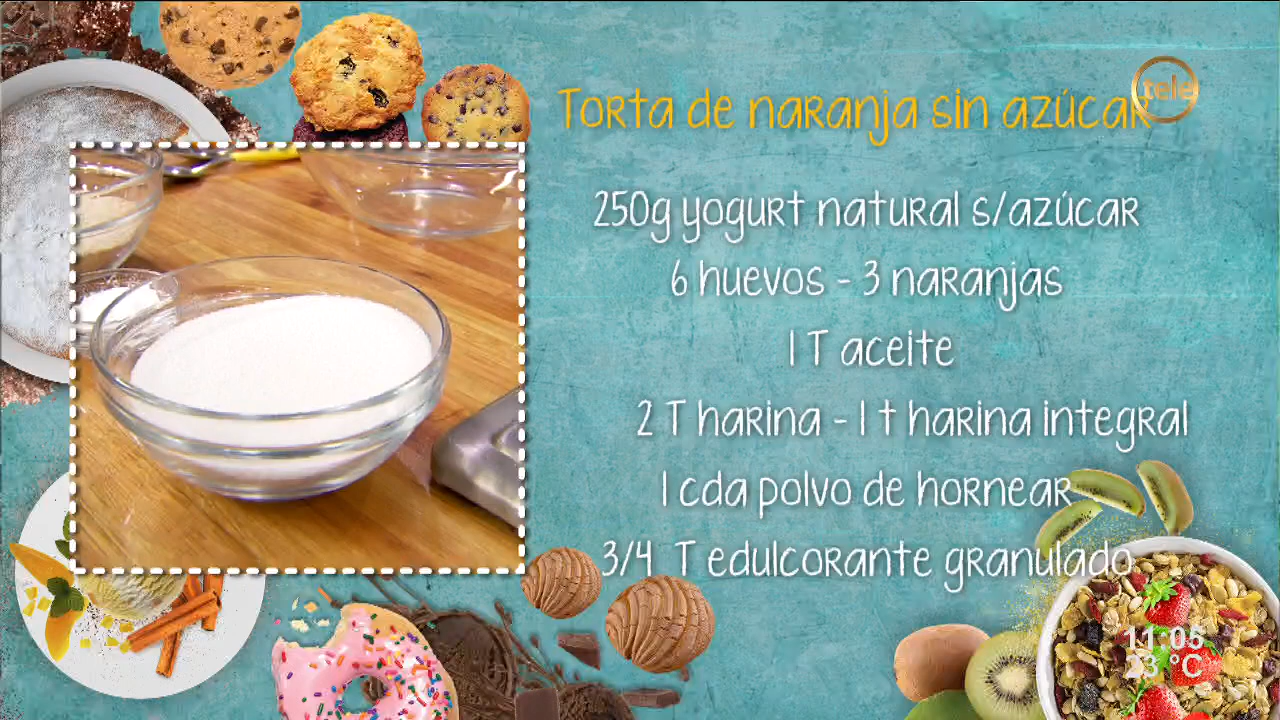 Torta de naranja sin azúcar
tele
250g yogurt natural s/azúcar
6 huevos - 3 naranjas
1 T aceite
2 T harina - 1 t harina integral
1 cda polvo de hornear
3/4 T edulcorante granulado
11:05
23 °C